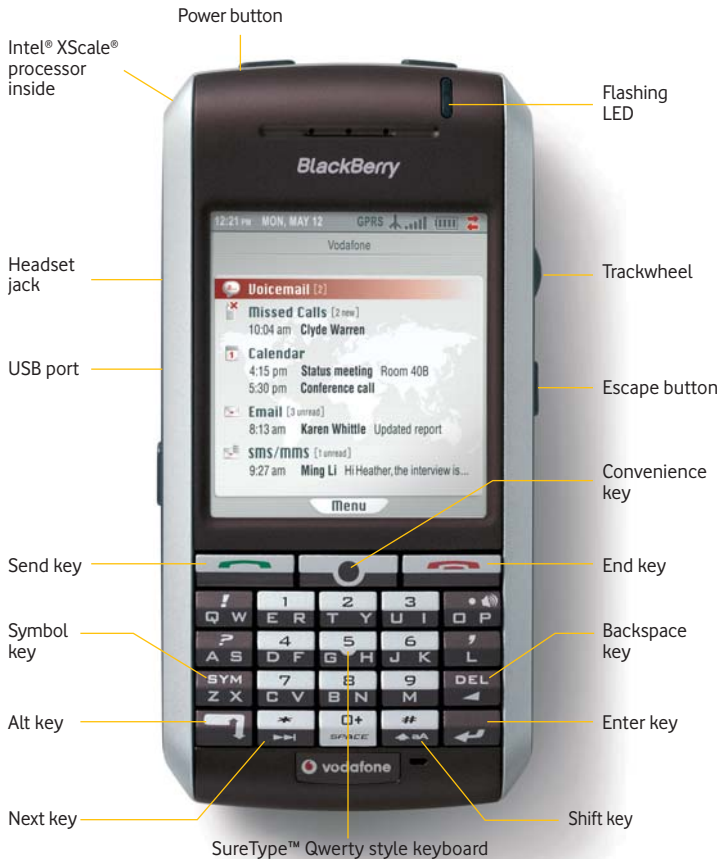 Power button
Intel® XScale®
processor
inside
Flashing
LED
BlackBerry
12:21 PM MON, MAY 12 GPRS
Vodafone
Headset
jack
Trackwheel
Voicemail [2]
Missed Calls [2 new]
10:04 am Clyde Warren
Calendar
1
4:15 pm Status meeting Room 40B
5:30 pm Conference call
USB port
Escape button
Email [3 unread]
8:13 am Karen Whittle Updated report
sms/mms [1 unread]
9:27 am Ming Li Hi Heather, the interview is...
Menu
Convenience
key
Send key
End key
! 1 2 3
Q W E R T Y U I O P
Symbol
key
Backspace
key
? 4 5 6 '
A S D F G H J K L
SYM 7 8 9 DEL
Z X C V B N M
Alt key
Enter key
* 0+ #
SPACE aA
vodafone
Next key
Shift key
SureType™ Qwerty style keyboard